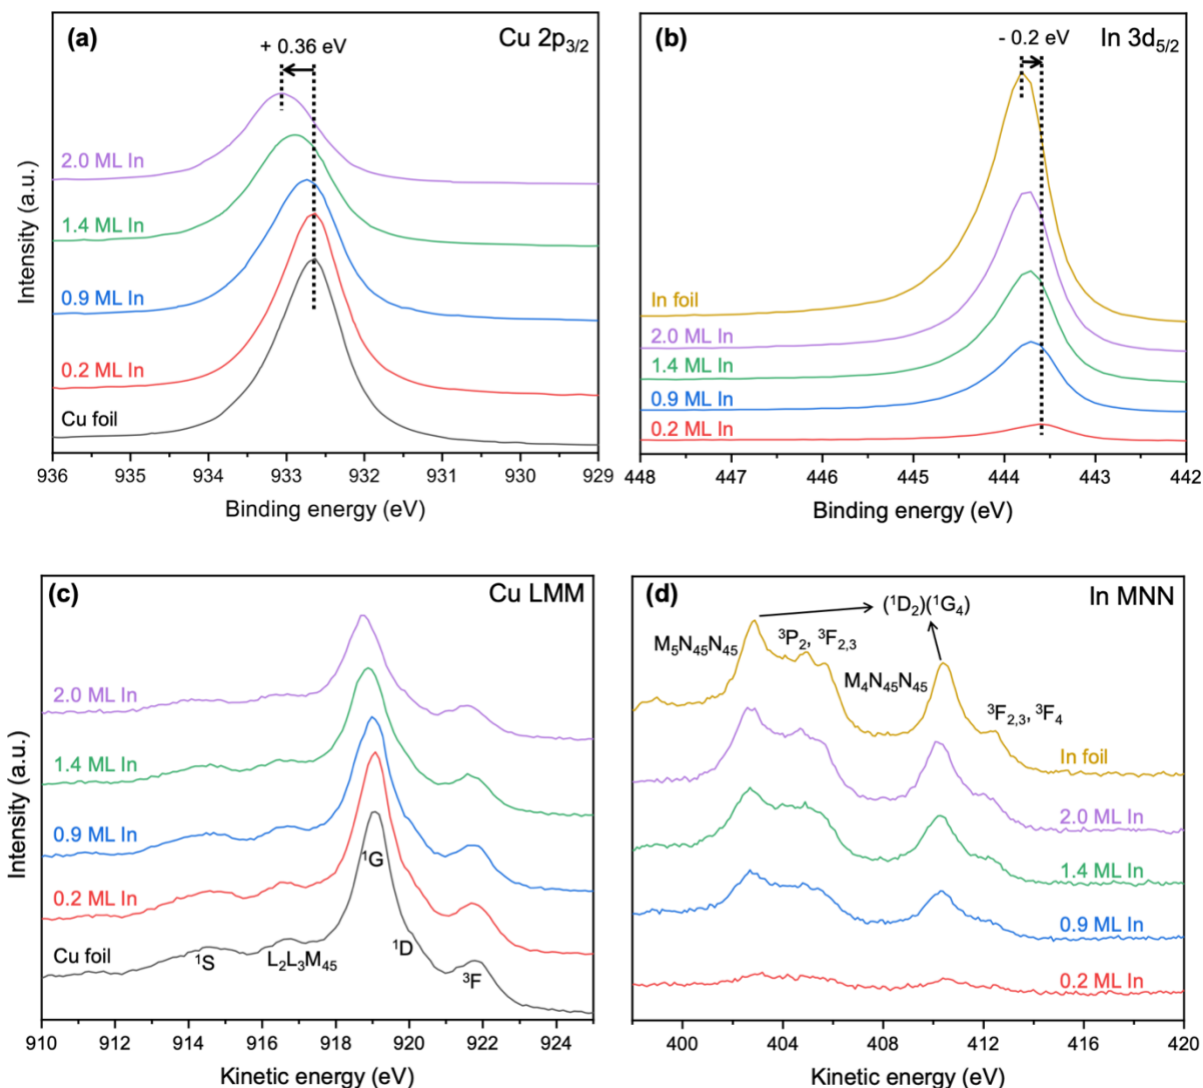 (a)
Cu 2p3/2
+ 0.36 eV
2.0 ML In
1.4 ML In
0.9 ML In
0.2 ML In
Cu foil
Intensity (a.u.)
936 935 934 933 932 931 930 929
Binding energy (eV)
(b)
In 3d5/2
- 0.2 eV
In foil
2.0 ML In
1.4 ML In
0.9 ML In
0.2 ML In
448 447 446 445 444 443 442
Binding energy (eV)
(c)
Cu LMM
2.0 ML In
1.4 ML In
0.9 ML In
0.2 ML In
Cu foil
¹G
¹S
L2L3M45
¹D
³F
Intensity (a.u.)
910 912 914 916 918 920 922 924
Kinetic energy (eV)
(d)
In MNN
(¹D2)(¹G4)
M5N45N45
³P2, ³F2,3
M4N45N45
³F2,3, ³F4
In foil
2.0 ML In
1.4 ML In
0.9 ML In
0.2 ML In
400 404 408 412 416 420
Kinetic energy (eV)